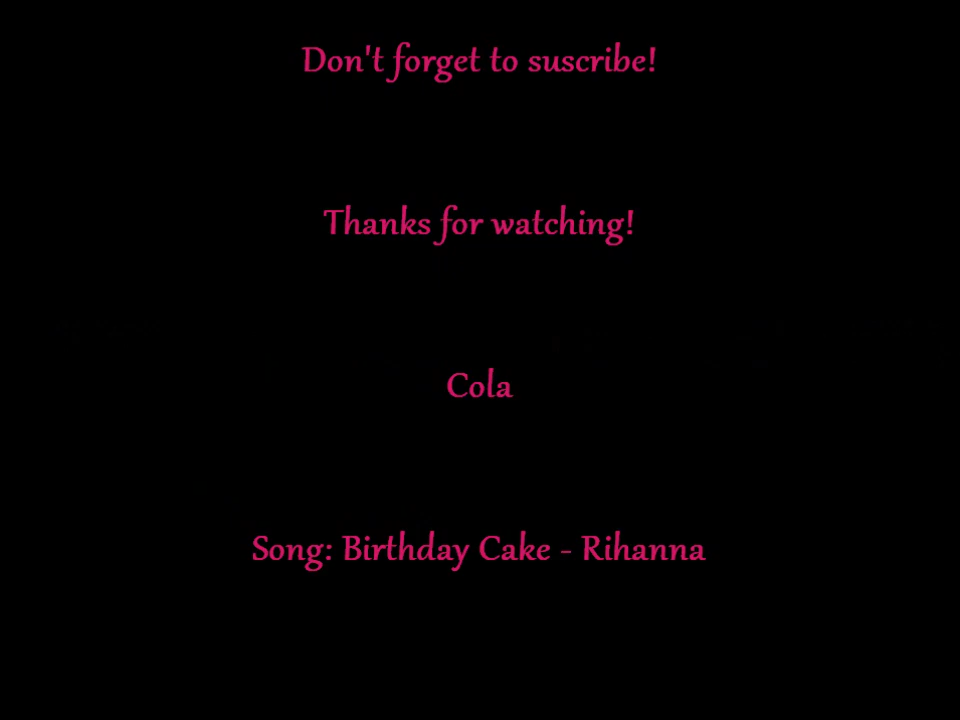 Don't forget to suscribe!
Thanks for watching!
Cola
Song: Birthday Cake - Rihanna